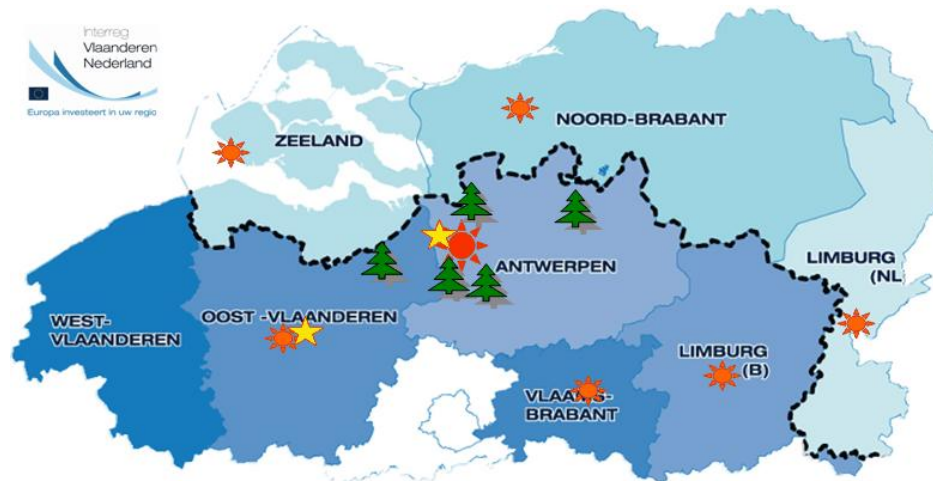 Interreg
Vlaanderen
Nederland
Europa investeert in uw regio
NOORD-BRABANT
ZEELAND
ANTWERPEN
LIMBURG
(NL)
WEST-
VLAANDEREN
OOST -VLAANDEREN
LIMBURG
(B)
VLAAMS-
BRABANT